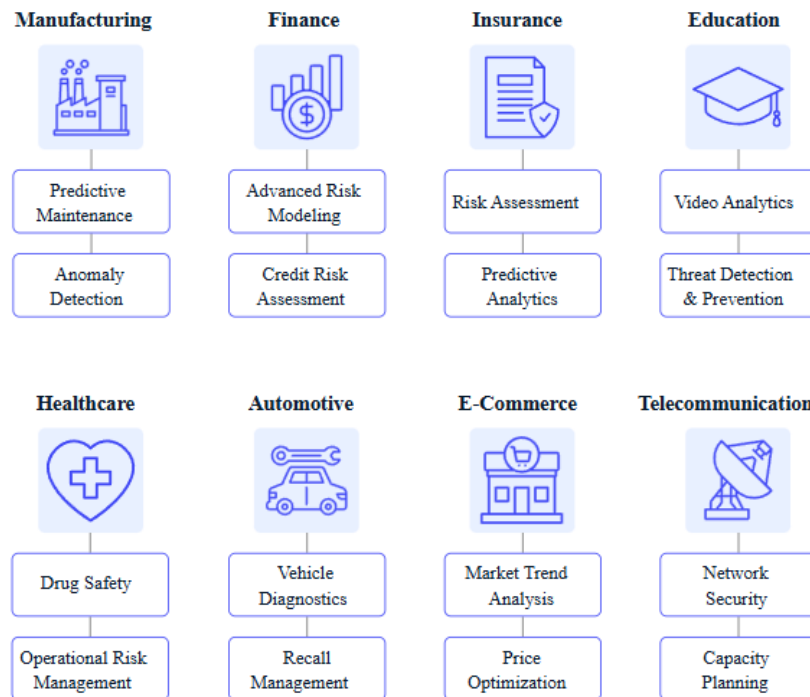 Manufacturing
Finance
Insurance
Education
$
Predictive
Maintenance
Advanced Risk
Modeling
Risk Assessment
Video Analytics
Anomaly
Detection
Credit Risk
Assessment
Predictive
Analytics
Threat Detection
& Prevention
Healthcare
Automotive
E-Commerce
Telecommunication
Drug Safety
Vehicle
Diagnostics
Market Trend
Analysis
Network
Security
Operational Risk
Management
Recall
Management
Price
Optimization
Capacity
Planning